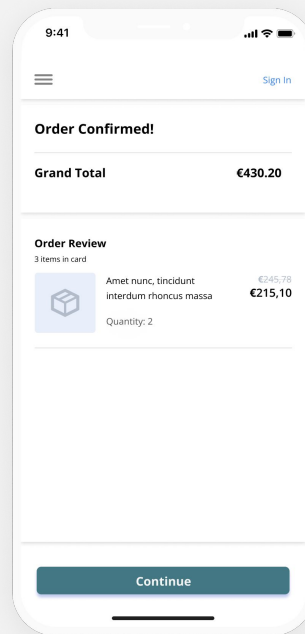 9:41
Sign In
Order Confirmed!
Grand Total €430.20
Order Review
3 items in card
Amet nunc, tincidunt €245,78
interdum rhoncus massa €215,10
Quantity: 2
Continue